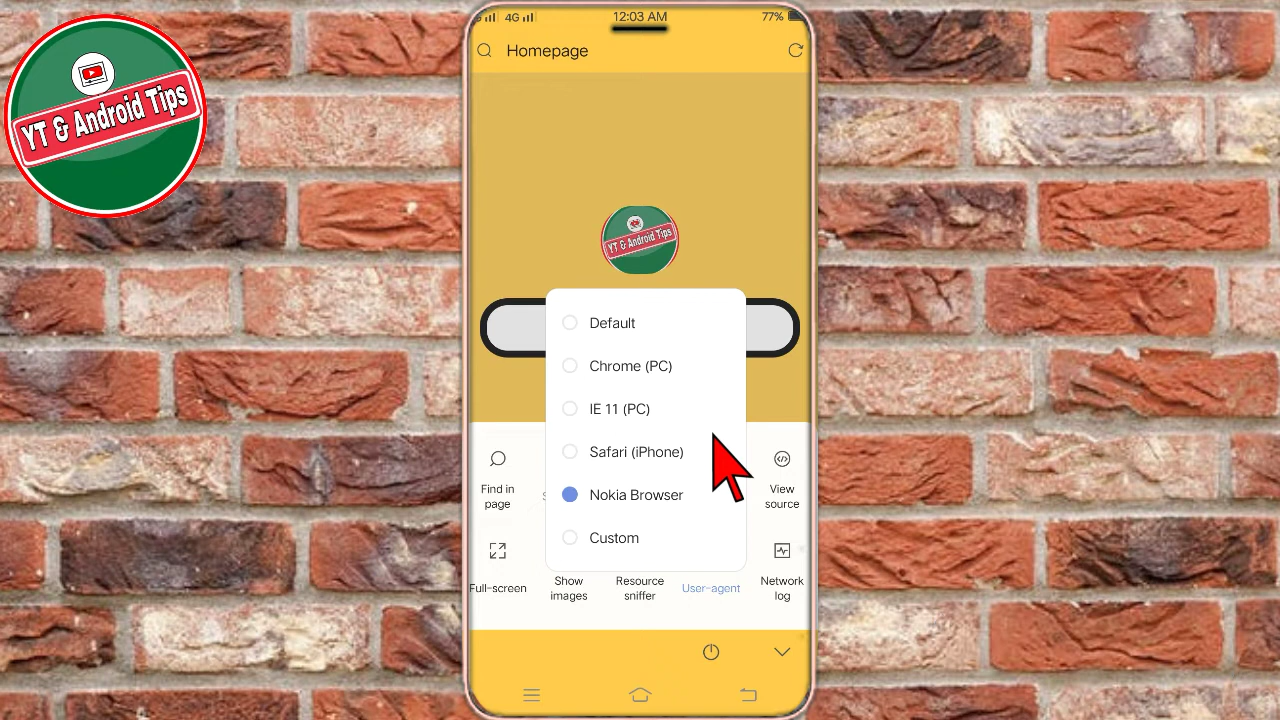 YT & Android Tips
4G
12:03 AM
77%
Homepage
YT & Android Tips
Default
Chrome (PC)
IE 11 (PC)
Safari (iPhone)
Nokia Browser
Custom
Find in
page
View
source
Full-screen
Show
images
Resource
sniffer
User-agent
Network
log